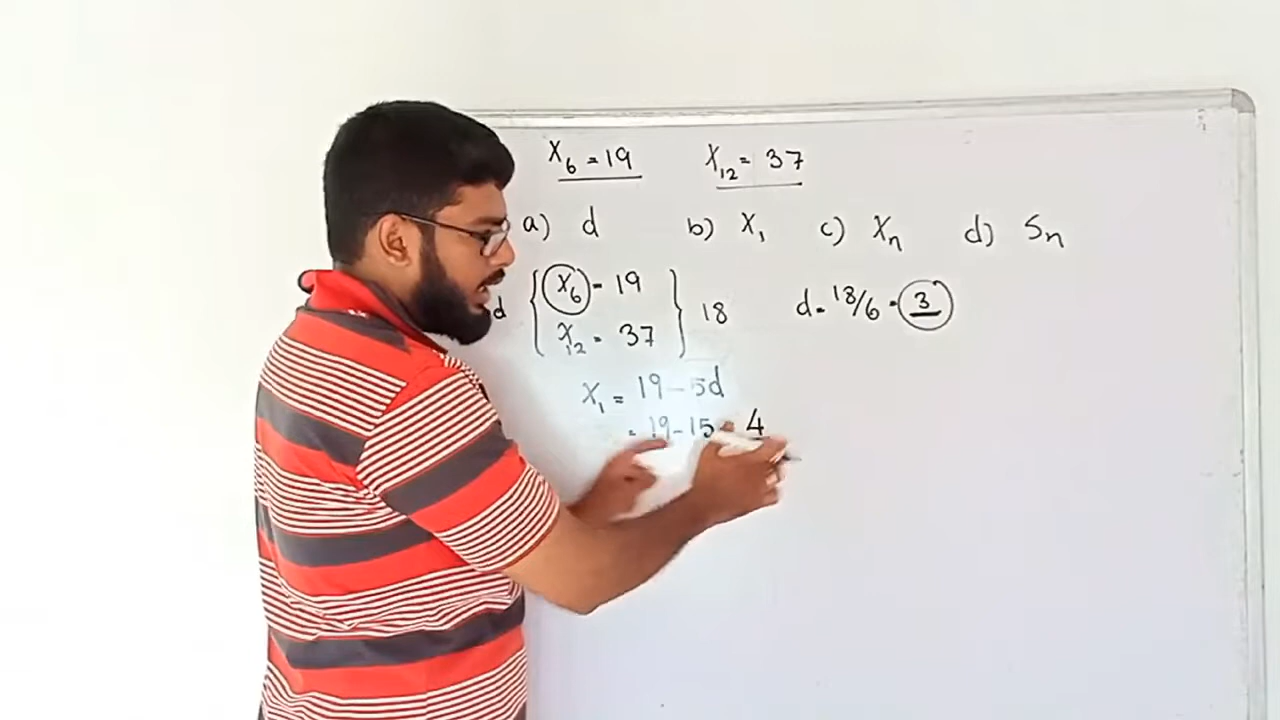 X₆ = 19 X₁₂ = 37
a) d b) X₁ c) Xₙ d) Sₙ
d { X₆ = 19 } 18 d = 18/6 = 3
X₁₂ = 37
X₁ = 19 - 5d
= 19 - 15 = 4